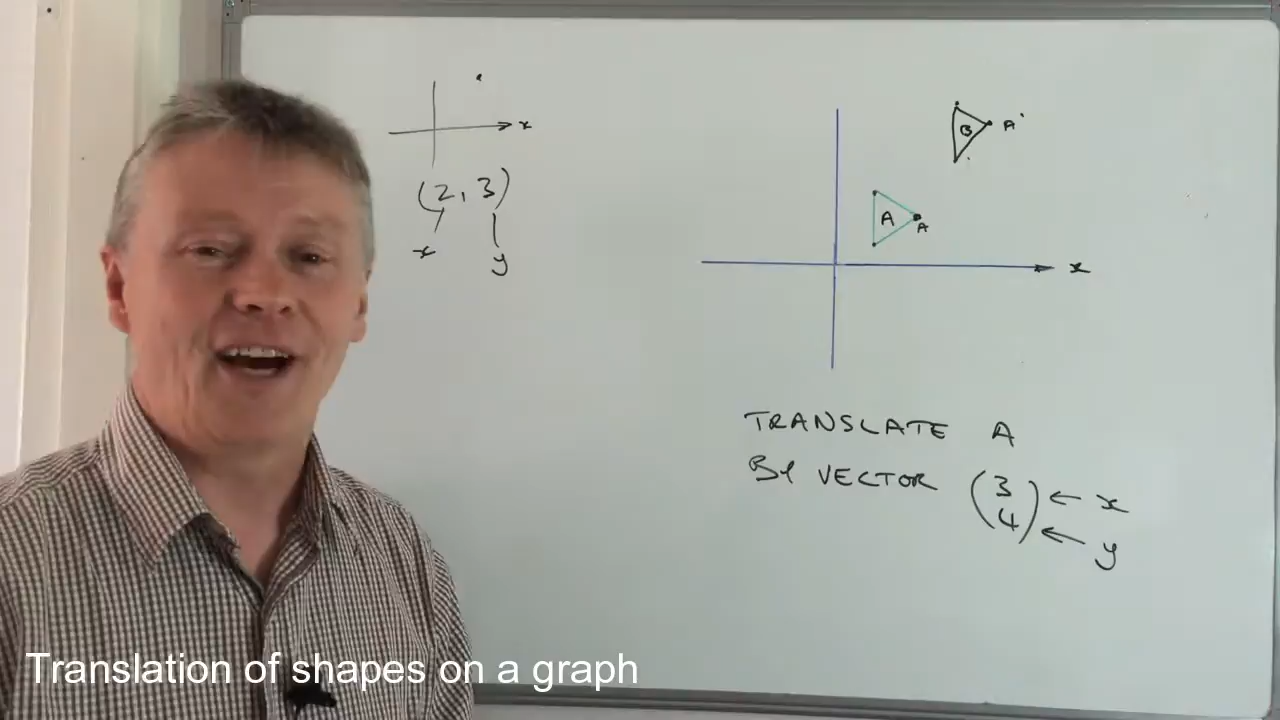 x
(2, 3)
x
y
B
A'
A
A
x
TRANSLATE A
BY VECTOR (3 4) ← x
← y
Translation of shapes on a graph